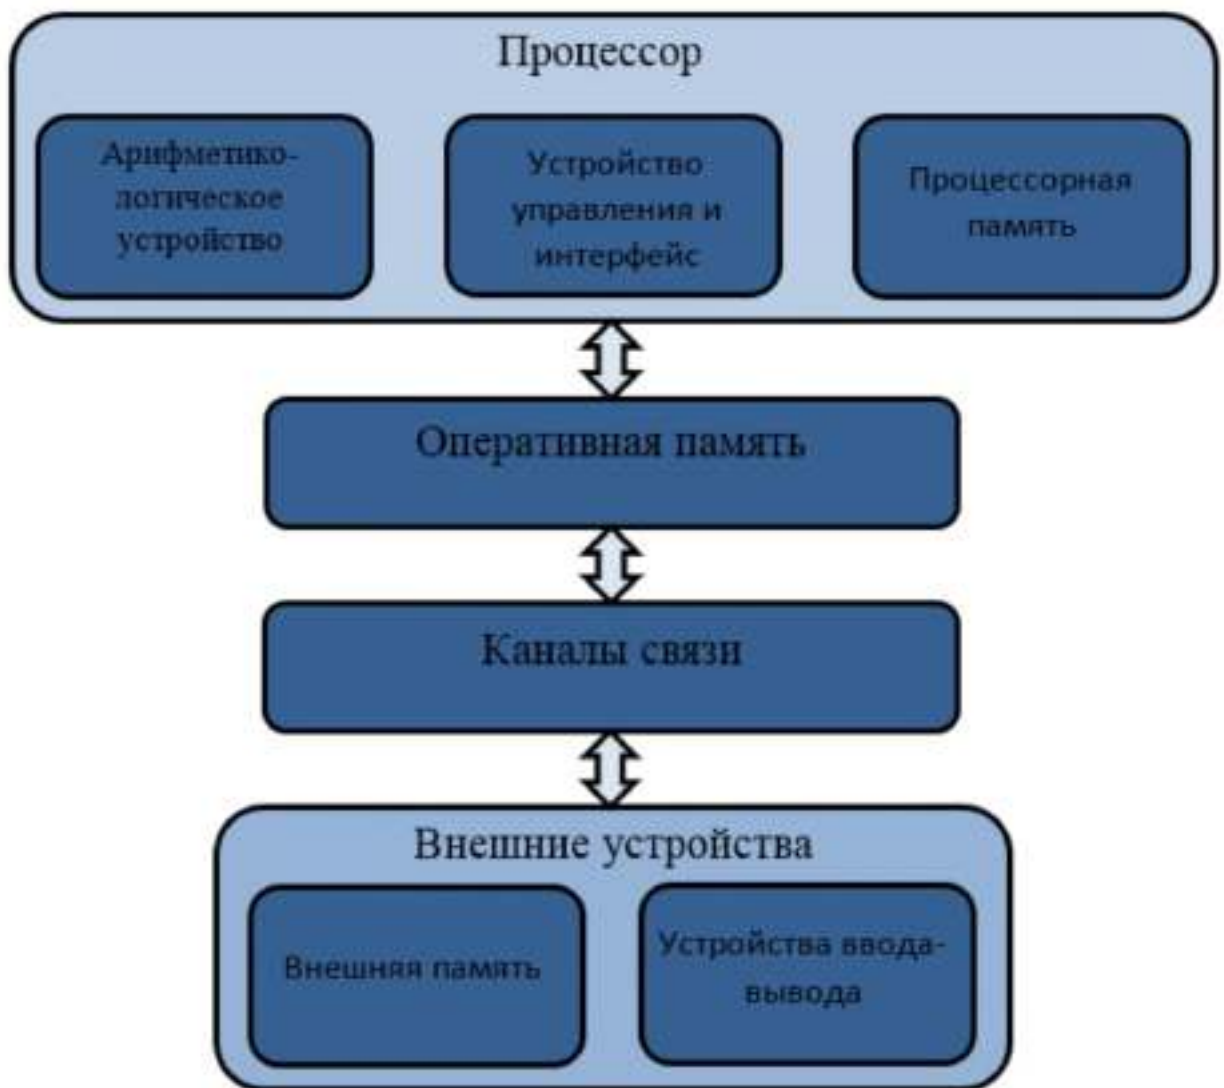 Процессор
Арифметико-
логическое
устройство
Устройство
управления и
интерфейс
Процессорная
память
Оперативная память
Каналы связи
Внешние устройства
Внешняя память
Устройства ввода-
вывода